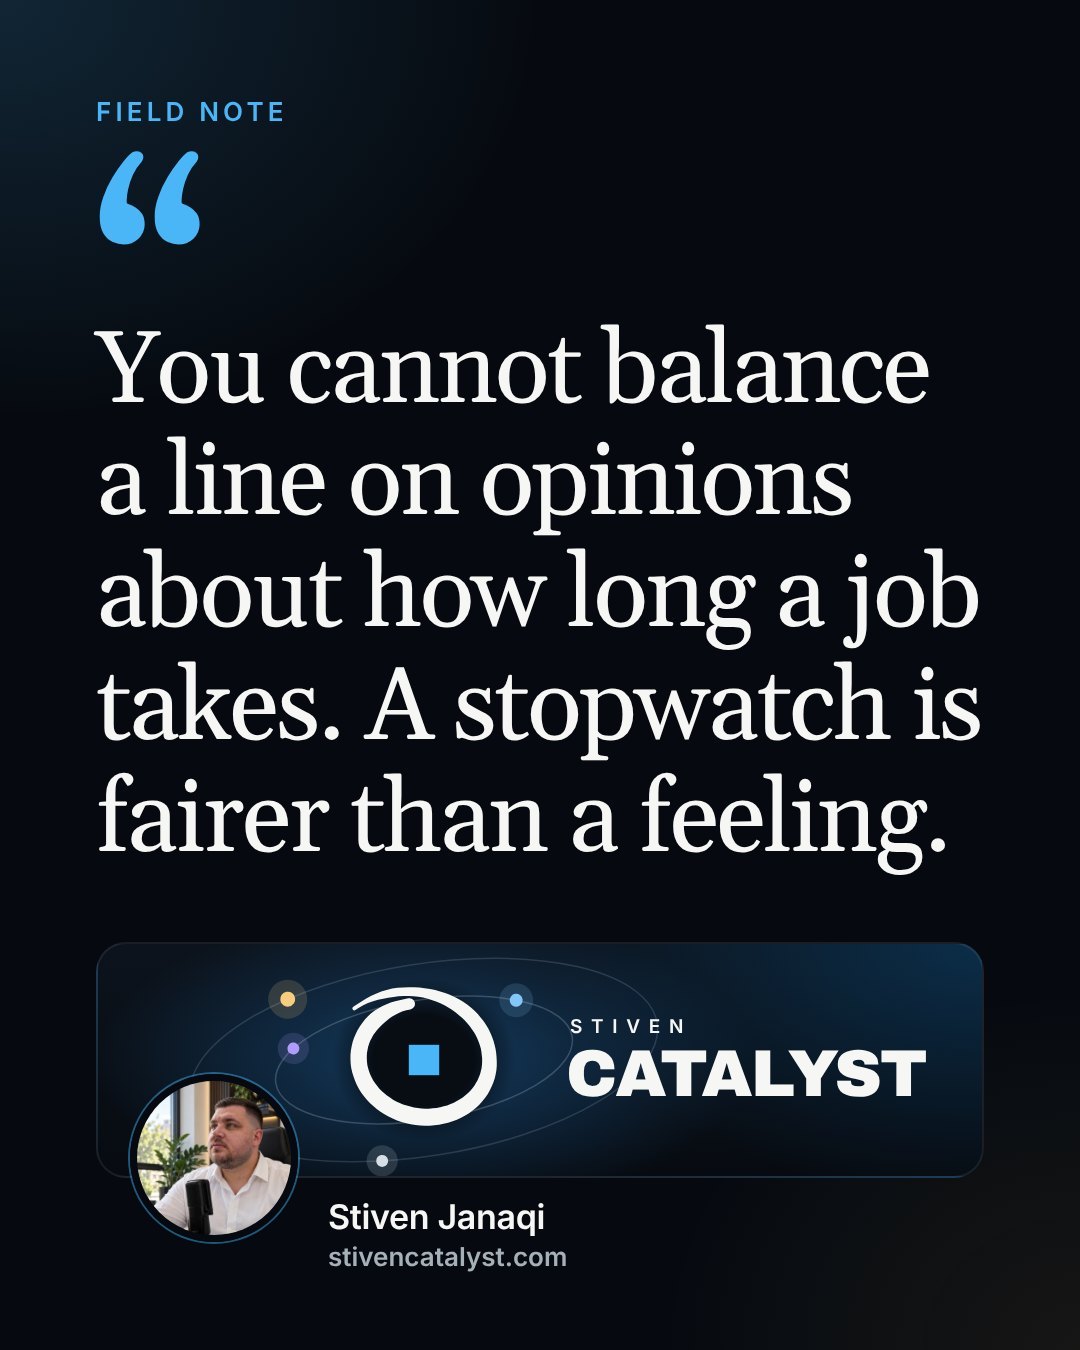 FIELD NOTE
“
You cannot balance
a line on opinions
about how long a job
takes. A stopwatch is
fairer than a feeling.
STIVEN
CATALYST
Stiven Janaqi
stivencatalyst.com